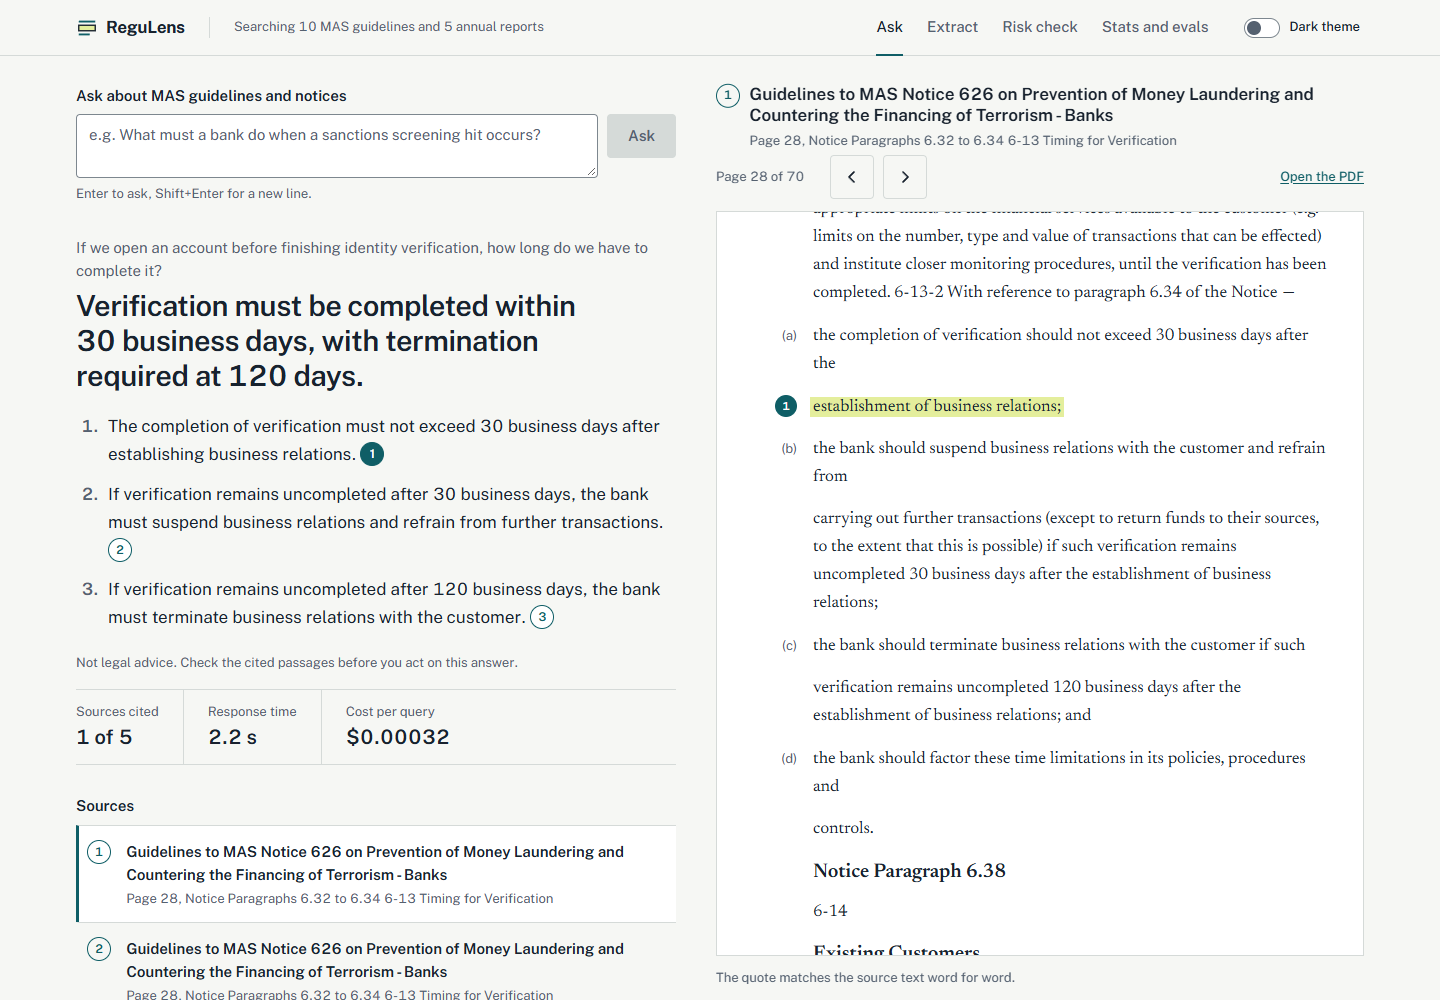 ReguLens
Searching 10 MAS guidelines and 5 annual reports
Ask
Extract
Risk check
Stats and evals
Dark theme
Ask about MAS guidelines and notices
e.g. What must a bank do when a sanctions screening hit occurs?
Ask
Enter to ask, Shift+Enter for a new line.
If we open an account before finishing identity verification, how long do we have to
complete it?
Verification must be completed within
30 business days, with termination
required at 120 days.
1. The completion of verification must not exceed 30 business days after
establishing business relations. 1
2. If verification remains uncompleted after 30 business days, the bank
must suspend business relations and refrain from further transactions.
2
3. If verification remains uncompleted after 120 business days, the bank
must terminate business relations with the customer. 3
Not legal advice. Check the cited passages before you act on this answer.
Sources cited
1 of 5
Response time
2.2 s
Cost per query
$0.00032
Sources
1 Guidelines to MAS Notice 626 on Prevention of Money Laundering and
Countering the Financing of Terrorism - Banks
Page 28, Notice Paragraphs 6.32 to 6.34 6-13 Timing for Verification
2 Guidelines to MAS Notice 626 on Prevention of Money Laundering and
Countering the Financing of Terrorism - Banks
Page 28, Notice Paragraphs 6.32 to 6.34 6-13 Timing for Verification
1 Guidelines to MAS Notice 626 on Prevention of Money Laundering and
Countering the Financing of Terrorism - Banks
Page 28, Notice Paragraphs 6.32 to 6.34 6-13 Timing for Verification
Page 28 of 70
Open the PDF
appropriate limits on the financial services available to the customer (e.g.
limits on the number, type and value of transactions that can be effected)
and institute closer monitoring procedures, until the verification has been
completed. 6-13-2 With reference to paragraph 6.34 of the Notice —
(a) the completion of verification should not exceed 30 business days after
the
1 establishment of business relations;
(b) the bank should suspend business relations with the customer and refrain
from
carrying out further transactions (except to return funds to their sources,
to the extent that this is possible) if such verification remains
uncompleted 30 business days after the establishment of business
relations;
(c) the bank should terminate business relations with the customer if such
verification remains uncompleted 120 business days after the
establishment of business relations; and
(d) the bank should factor these time limitations in its policies, procedures
and
controls.
Notice Paragraph 6.38
6-14
Existing Customers
The quote matches the source text word for word.